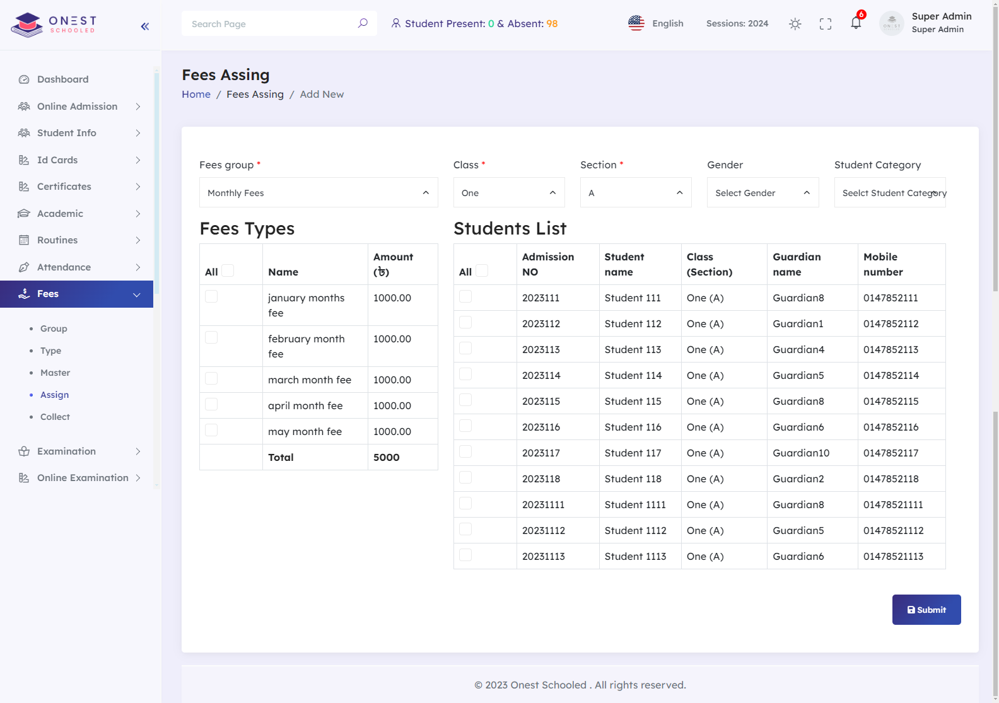 ONEST
SCHOOLED
Search Page
Student Present: 0 & Absent: 98
English
Sessions: 2024
6
Super Admin
Super Admin
Dashboard
Online Admission
Student Info
Id Cards
Certificates
Academic
Routines
Attendance
Fees
Group
Type
Master
Assign
Collect
Examination
Online Examination
Fees Assing
Home / Fees Assing / Add New
Fees group *
Class *
Section *
Gender
Student Category
Monthly Fees
One
A
Select Gender
Seelct Student Category
Fees Types
All Name Amount (৳)
january months fee 1000.00
february month fee 1000.00
march month fee 1000.00
april month fee 1000.00
may month fee 1000.00
Total 5000
Students List
All Admission NO Student name Class (Section) Guardian name Mobile number
2023111 Student 111 One (A) Guardian8 0147852111
2023112 Student 112 One (A) Guardian1 0147852112
2023113 Student 113 One (A) Guardian4 0147852113
2023114 Student 114 One (A) Guardian5 0147852114
2023115 Student 115 One (A) Guardian8 0147852115
2023116 Student 116 One (A) Guardian6 0147852116
2023117 Student 117 One (A) Guardian10 0147852117
2023118 Student 118 One (A) Guardian2 0147852118
20231111 Student 1111 One (A) Guardian8 01478521111
20231112 Student 1112 One (A) Guardian5 01478521112
20231113 Student 1113 One (A) Guardian6 01478521113
Submit
© 2023 Onest Schooled . All rights reserved.